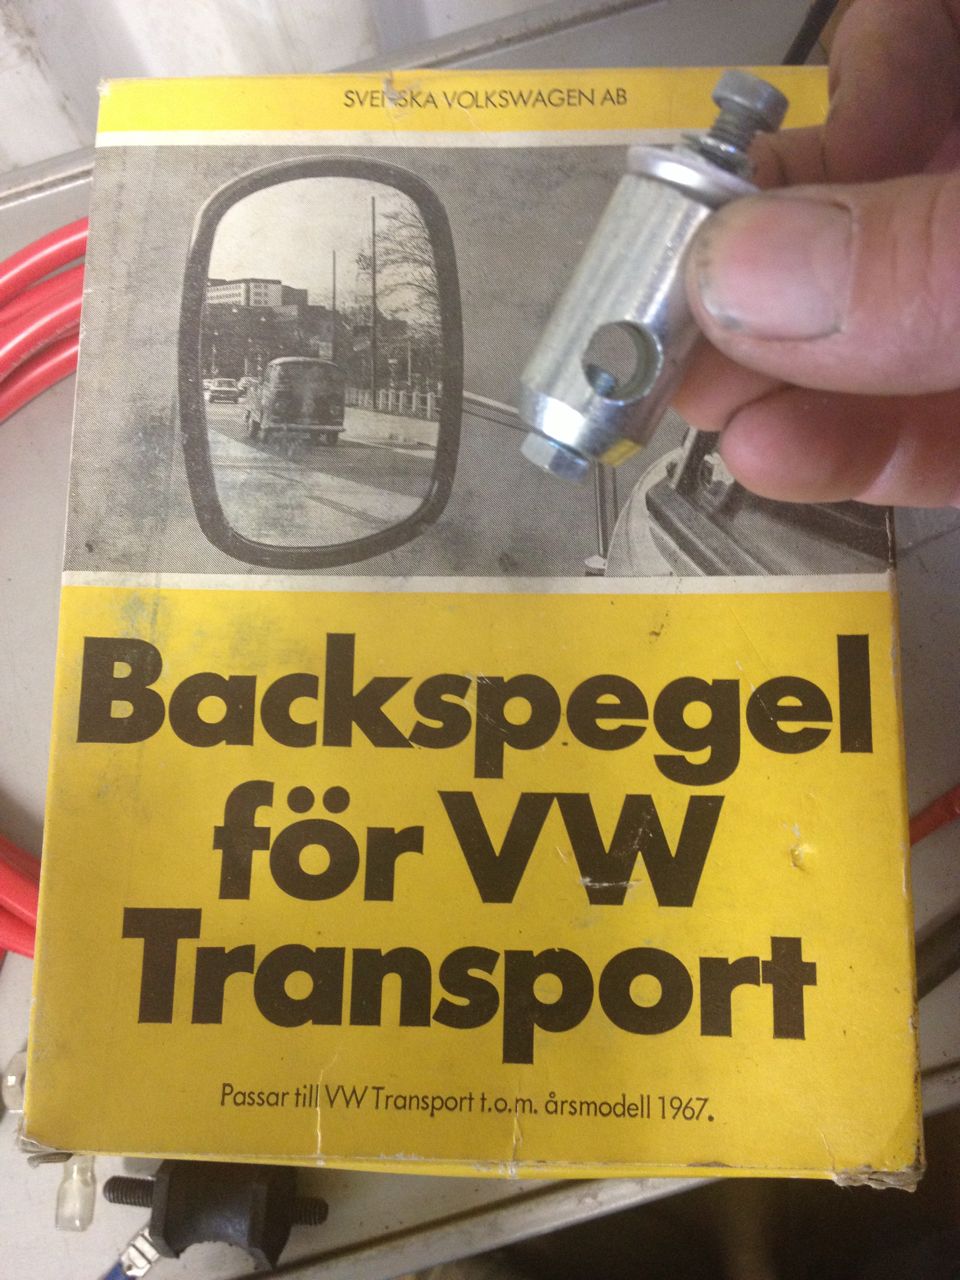 SVENSKA VOLKSWAGEN AB
Backspegel
för VW
Transport
Passar till VW Transport t.o.m. årsmodell 1967.